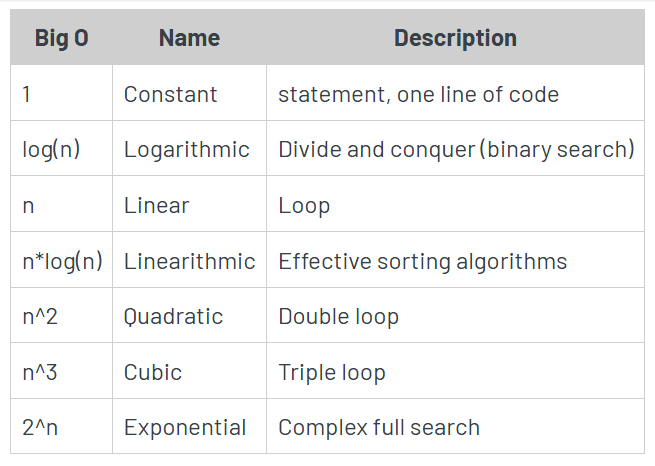 Big O Name Description
1 Constant statement, one line of code
log(n) Logarithmic Divide and conquer (binary search)
n Linear Loop
n*log(n) Linearithmic Effective sorting algorithms
n^2 Quadratic Double loop
n^3 Cubic Triple loop
2^n Exponential Complex full search